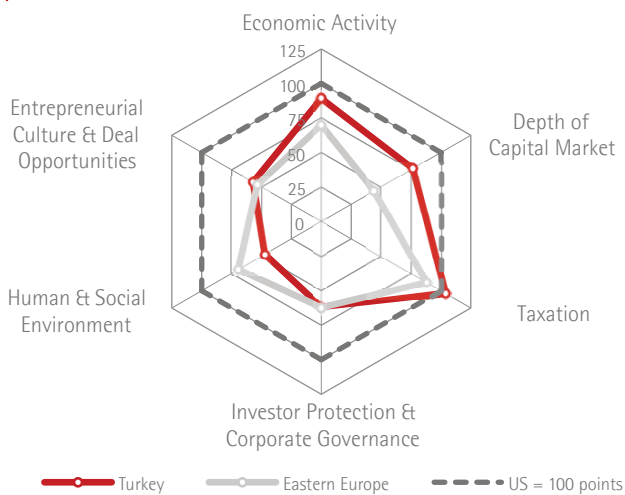 Economic Activity
125
100
75
50
25
0
Entrepreneurial
Culture & Deal
Opportunities
Depth of
Capital Market
Human & Social
Environment
Taxation
Investor Protection &
Corporate Governance
Turkey
Eastern Europe
US = 100 points